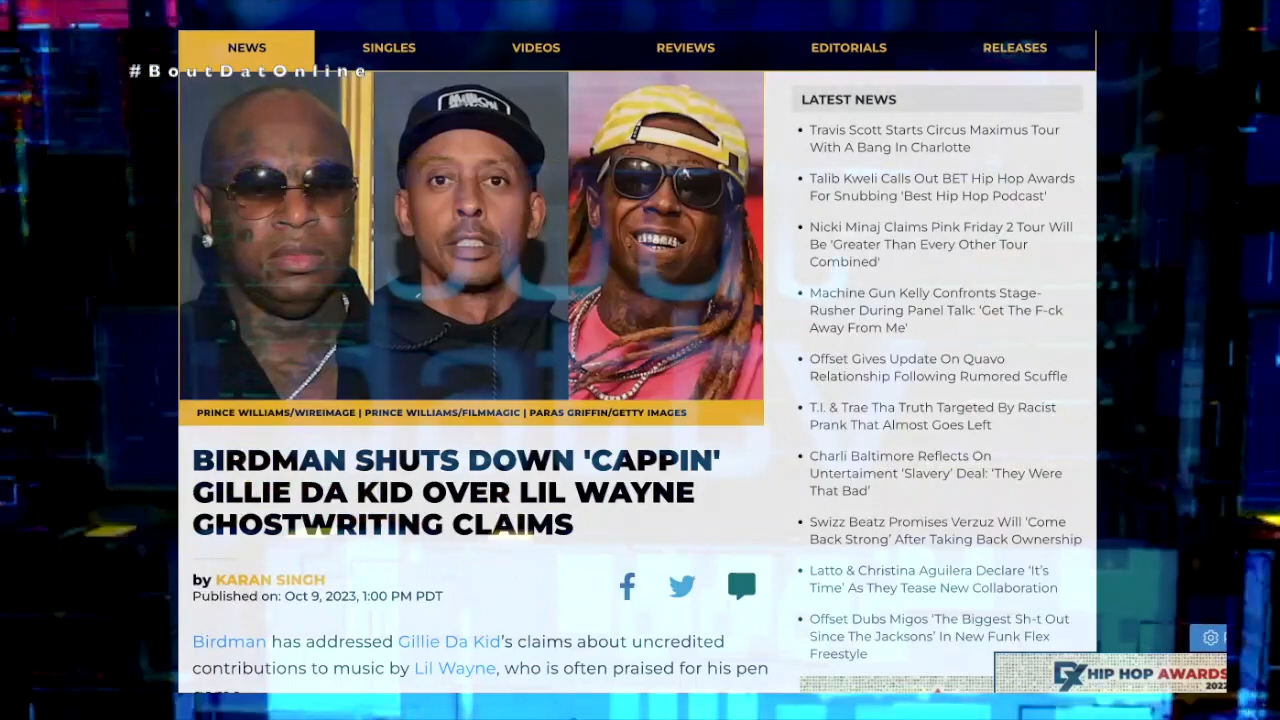 NEWS
SINGLES
VIDEOS
REVIEWS
EDITORIALS
RELEASES
#BoutDatOnline
PRINCE WILLIAMS/WIREIMAGE | PRINCE WILLIAMS/FILMMAGIC | PARAS GRIFFIN/GETTY IMAGES
BIRDMAN SHUTS DOWN 'CAPPIN'
GILLIE DA KID OVER LIL WAYNE
GHOSTWRITING CLAIMS
by KARAN SINGH
Published on: Oct 9, 2023, 1:00 PM PDT
Birdman has addressed Gillie Da Kid's claims about uncredited
contributions to music by Lil Wayne, who is often praised for his pen
LATEST NEWS
Travis Scott Starts Circus Maximus Tour
With A Bang In Charlotte
Talib Kweli Calls Out BET Hip Hop Awards
For Snubbing 'Best Hip Hop Podcast'
Nicki Minaj Claims Pink Friday 2 Tour Will
Be 'Greater Than Every Other Tour
Combined'
Machine Gun Kelly Confronts Stage-
Rusher During Panel Talk: 'Get The F-ck
Away From Me'
Offset Gives Update On Quavo
Relationship Following Rumored Scuffle
T.I. & Trae Tha Truth Targeted By Racist
Prank That Almost Goes Left
Charli Baltimore Reflects On
Untertaiment 'Slavery' Deal: 'They Were
That Bad'
Swizz Beatz Promises Verzuz Will 'Come
Back Strong' After Taking Back Ownership
Latto & Christina Aguilera Declare 'It's
Time' As They Tease New Collaboration
Offset Dubs Migos 'The Biggest Sh-t Out
Since The Jacksons' In New Funk Flex
Freestyle
HIP HOP AWARDS